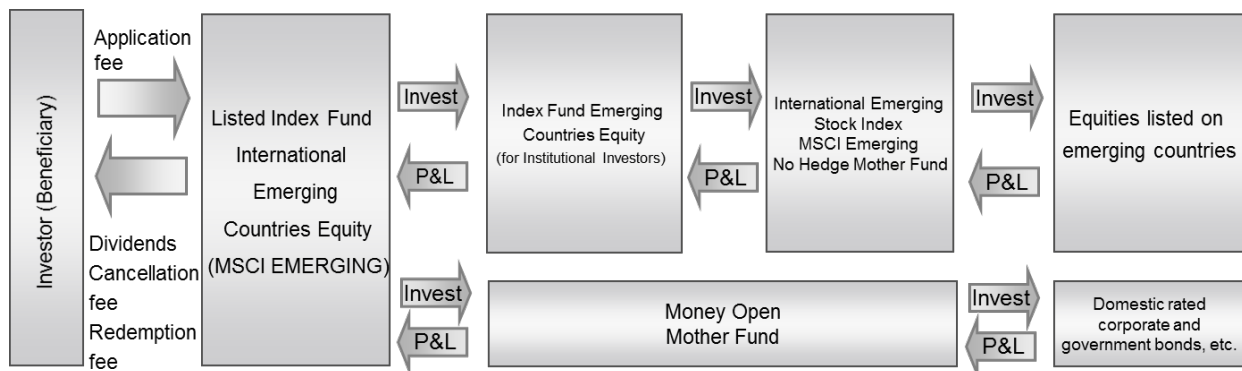 Investor (Beneficiary)
Application
fee
Dividends
Cancellation
fee
Redemption
fee
Listed Index Fund
International
Emerging
Countries Equity
(MSCI EMERGING)
Invest
P&L
Index Fund Emerging
Countries Equity
(for Institutional Investors)
Invest
P&L
International Emerging
Stock Index
MSCI Emerging
No Hedge Mother Fund
Invest
P&L
Equities listed on
emerging countries
Invest
P&L
Money Open
Mother Fund
Invest
P&L
Domestic rated
corporate and
government bonds, etc.